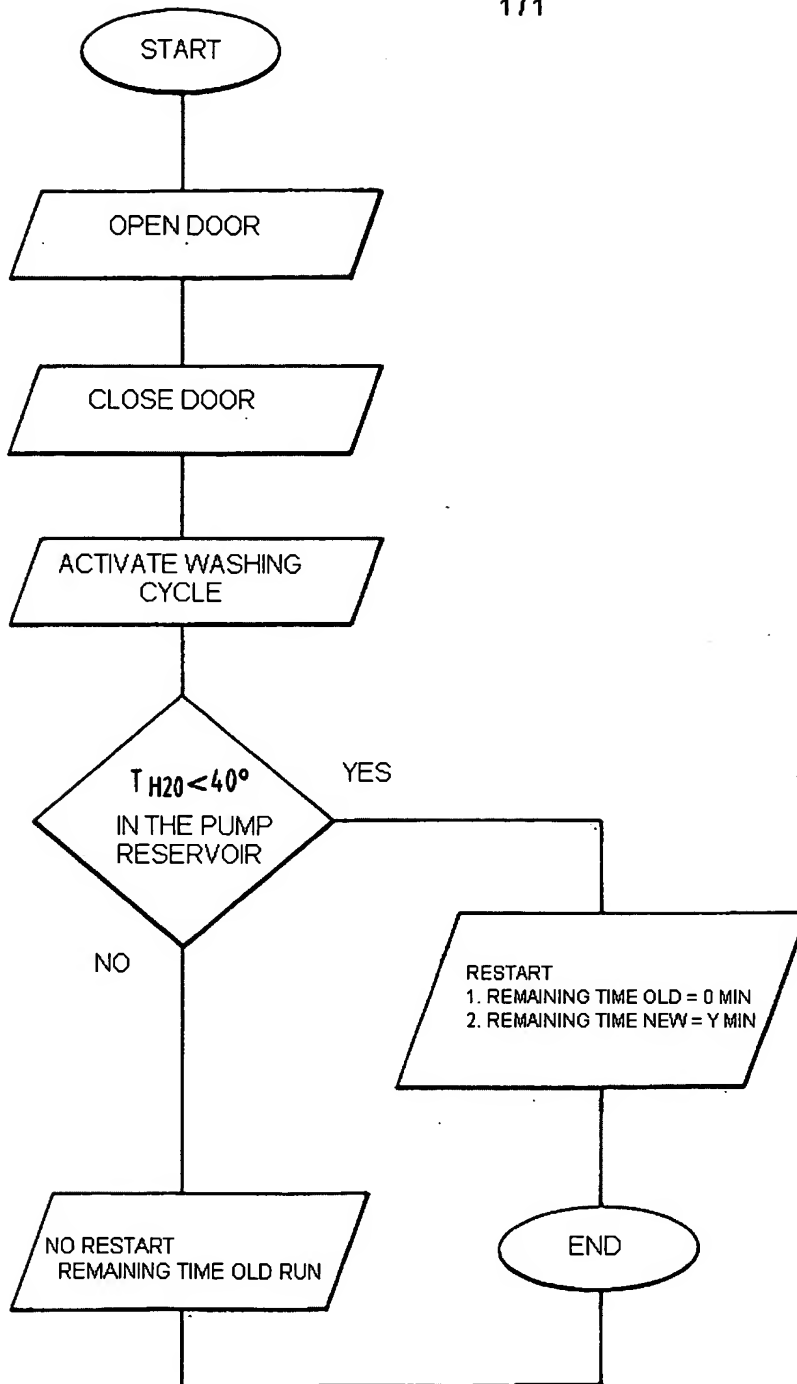 1/1
START
OPEN DOOR
CLOSE DOOR
ACTIVATE WASHING
CYCLE
T H20 < 40°
IN THE PUMP
RESERVOIR
YES
NO
RESTART
1. REMAINING TIME OLD = 0 MIN
2. REMAINING TIME NEW = Y MIN
NO RESTART
REMAINING TIME OLD RUN
END